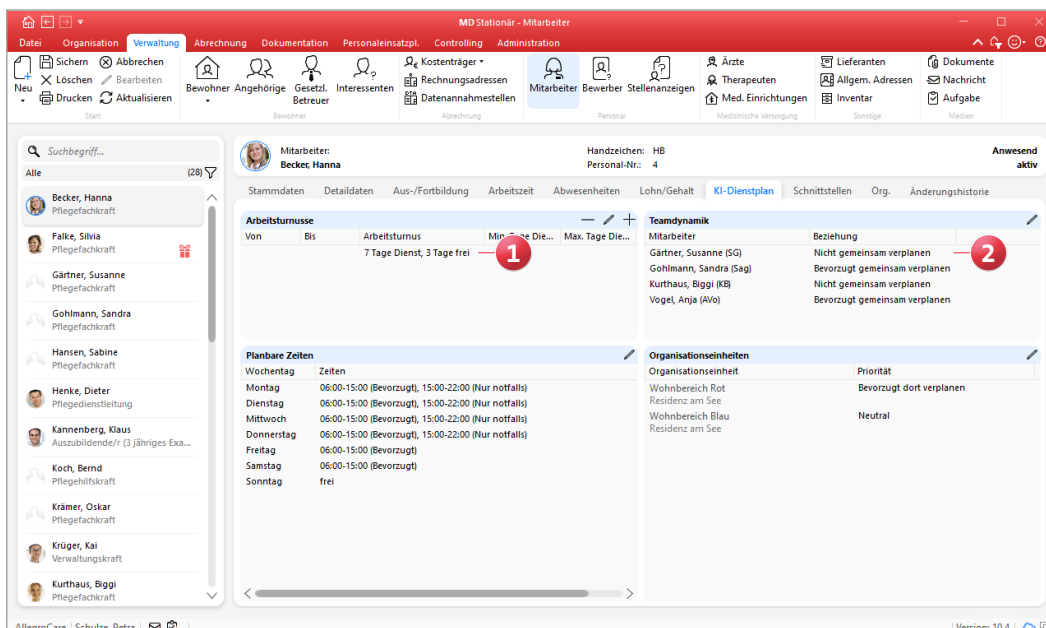 MD Stationär - Mitarbeiter
Datei Organisation Verwaltung Abrechnung Dokumentation Personaleinsatzpl. Controlling Administration
Neu
Sichern Abbrechen
Löschen Bearbeiten
Drucken Aktualisieren
Start
Bewohner Angehörige Gesetzl. Betreuer Interessenten
Bewohner
Kostenträger
Rechnungsadressen
Datenannahmestellen
Abrechnung
Mitarbeiter Bewerber Stellenanzeigen
Personal
Ärzte
Therapeuten
Med. Einrichtungen
Medizinische Versorgung
Lieferanten
Allgem. Adressen
Inventar
Sonstige
Dokumente
Nachricht
Aufgabe
Medien
Suchbegriff...
Alle (28)
Becker, Hanna
Pflegefachkraft
Falke, Silvia
Pflegefachkraft
Gärtner, Susanne
Pflegefachkraft
Gohlmann, Sandra
Pflegefachkraft
Hansen, Sabine
Pflegefachkraft
Henke, Dieter
Pflegedienstleitung
Kannenberg, Klaus
Auszubildende/r (3 jähriges Exa...
Koch, Bernd
Pflegehilfskraft
Krämer, Oskar
Pflegefachkraft
Krüger, Kai
Verwaltungskraft
Kurthaus, Biggi
Pflegefachkraft
Mitarbeiter: Handzeichen: HB Anwesend
Becker, Hanna Personal-Nr.: 4 aktiv
Stammdaten Detaildaten Aus-/Fortbildung Arbeitszeit Abwesenheiten Lohn/Gehalt KI-Dienstplan Schnittstellen Org. Änderungshistorie
Arbeitsturnusse
Von Bis Arbeitsturnus Min. Tage Die... Max. Tage Die...
7 Tage Dienst, 3 Tage frei 1
Teamdynamik
Mitarbeiter Beziehung
Gärtner, Susanne (SG) Nicht gemeinsam verplanen 2
Gohlmann, Sandra (Sag) Bevorzugt gemeinsam verplanen
Kurthaus, Biggi (KB) Nicht gemeinsam verplanen
Vogel, Anja (AVo) Bevorzugt gemeinsam verplanen
Planbare Zeiten
Wochentag Zeiten
Montag 06:00-15:00 (Bevorzugt), 15:00-22:00 (Nur notfalls)
Dienstag 06:00-15:00 (Bevorzugt), 15:00-22:00 (Nur notfalls)
Mittwoch 06:00-15:00 (Bevorzugt), 15:00-22:00 (Nur notfalls)
Donnerstag 06:00-15:00 (Bevorzugt), 15:00-22:00 (Nur notfalls)
Freitag 06:00-15:00 (Bevorzugt)
Samstag 06:00-15:00 (Bevorzugt)
Sonntag frei
Organisationseinheiten
Organisationseinheit Priorität
Wohnbereich Rot Bevorzugt dort verplanen
Residenz am See
Wohnbereich Blau Neutral
Residenz am See
AllegroCare Schulze, Petra Version: 10.4